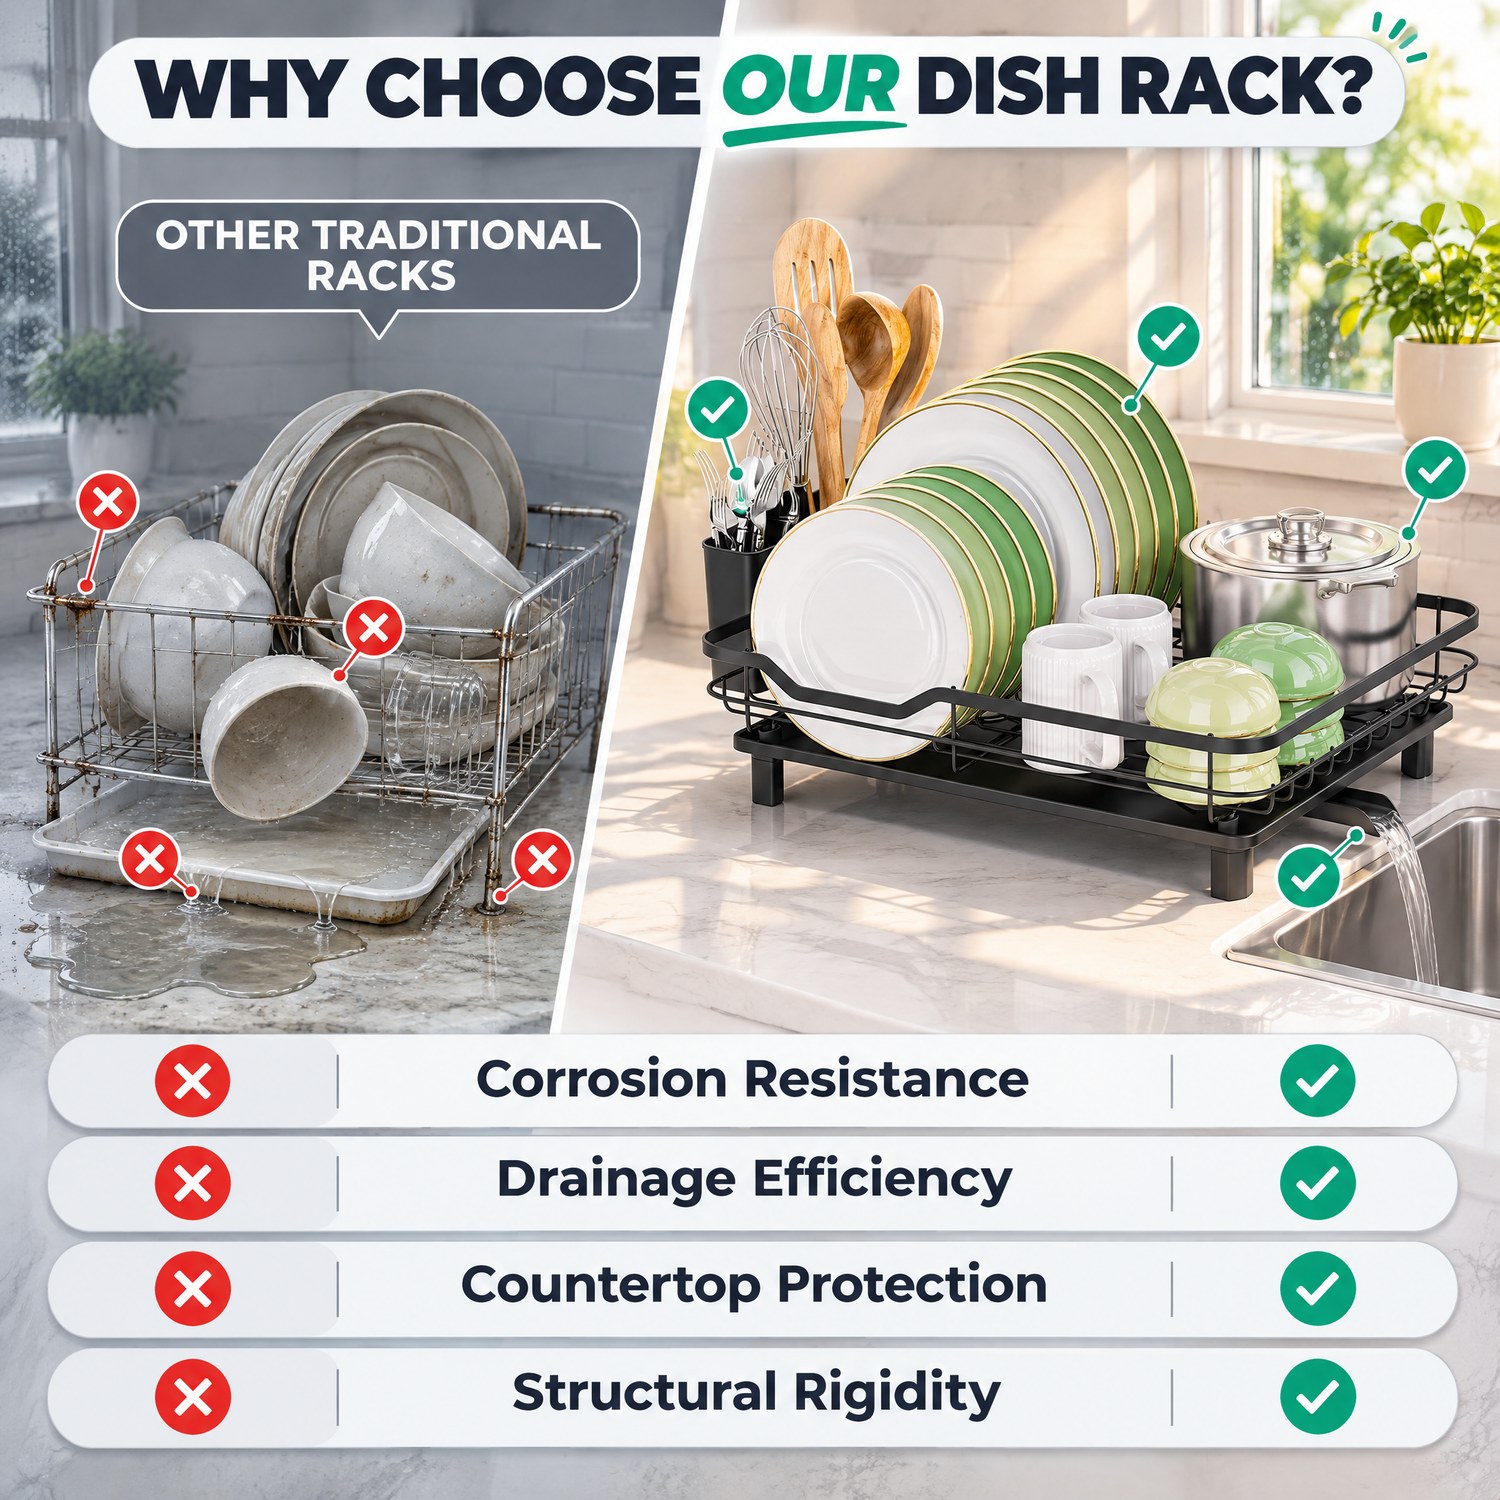 WHY CHOOSE OUR DISH RACK?
OTHER TRADITIONAL
RACKS
Corrosion Resistance
Drainage Efficiency
Countertop Protection
Structural Rigidity